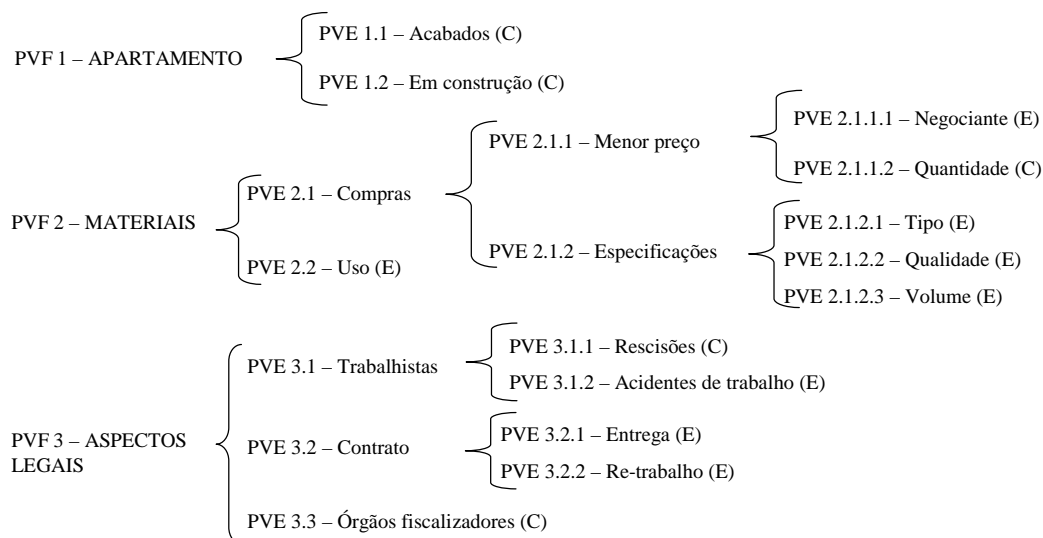 PVF 1 – APARTAMENTO
PVE 1.1 – Acabados (C)
PVE 1.2 – Em construção (C)
PVF 2 – MATERIAIS
PVE 2.1 – Compras
PVE 2.1.1 – Menor preço
PVE 2.1.1.1 – Negociante (E)
PVE 2.1.1.2 – Quantidade (C)
PVE 2.1.2 – Especificações
PVE 2.1.2.1 – Tipo (E)
PVE 2.1.2.2 – Qualidade (E)
PVE 2.1.2.3 – Volume (E)
PVE 2.2 – Uso (E)
PVF 3 – ASPECTOS
LEGAIS
PVE 3.1 – Trabalhistas
PVE 3.1.1 – Rescisões (C)
PVE 3.1.2 – Acidentes de trabalho (E)
PVE 3.2 – Contrato
PVE 3.2.1 – Entrega (E)
PVE 3.2.2 – Re-trabalho (E)
PVE 3.3 – Órgãos fiscalizadores (C)